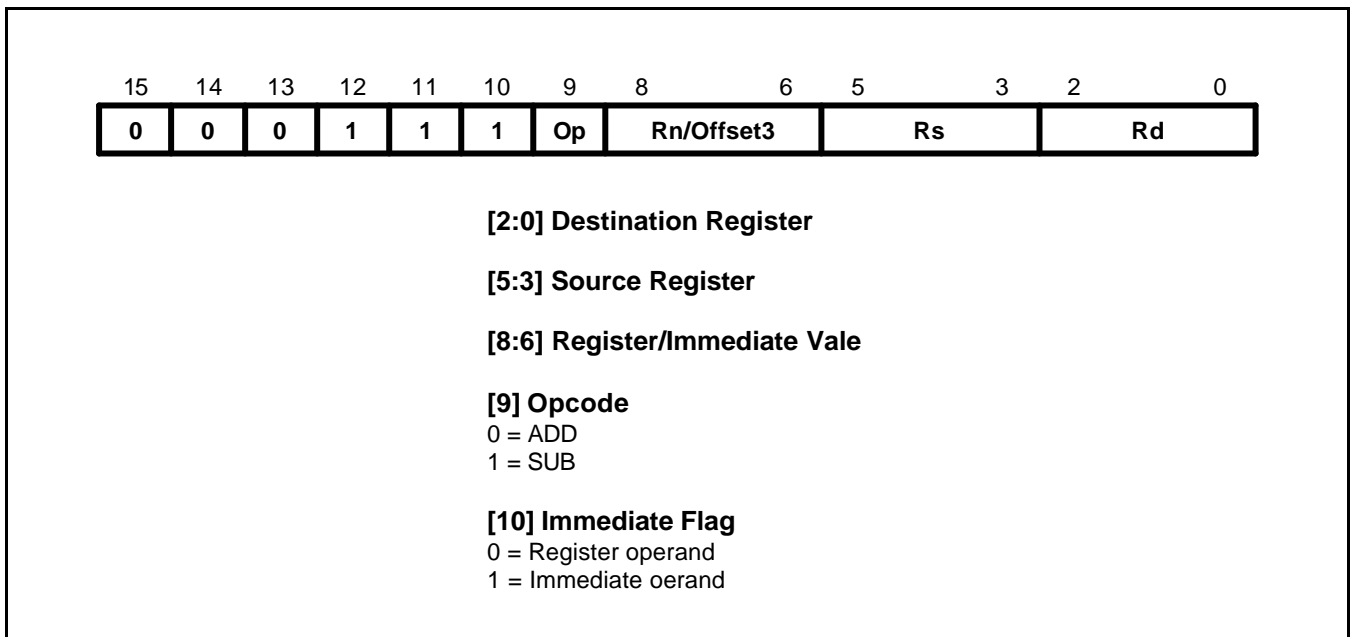 15 14 13 12 11 10 9 8 6 5 3 2 0
0 0 0 1 1 1 Op Rn/Offset3 Rs Rd
[2:0] Destination Register
[5:3] Source Register
[8:6] Register/Immediate Vale
[9] Opcode
0 = ADD
1 = SUB
[10] Immediate Flag
0 = Register operand
1 = Immediate oerand